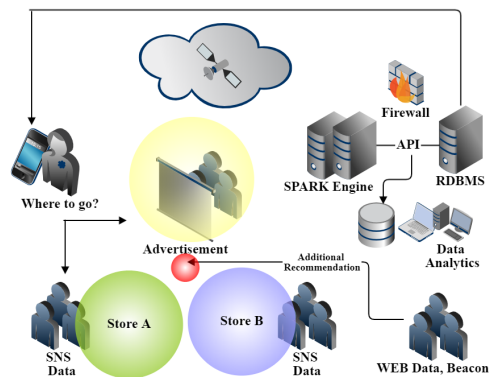 Firewall
API
SPARK Engine
RDBMS
Where to go?
Advertisement
Data
Analytics
Additional
Recommendation
Store A
Store B
SNS
Data
SNS
Data
WEB Data, Beacon